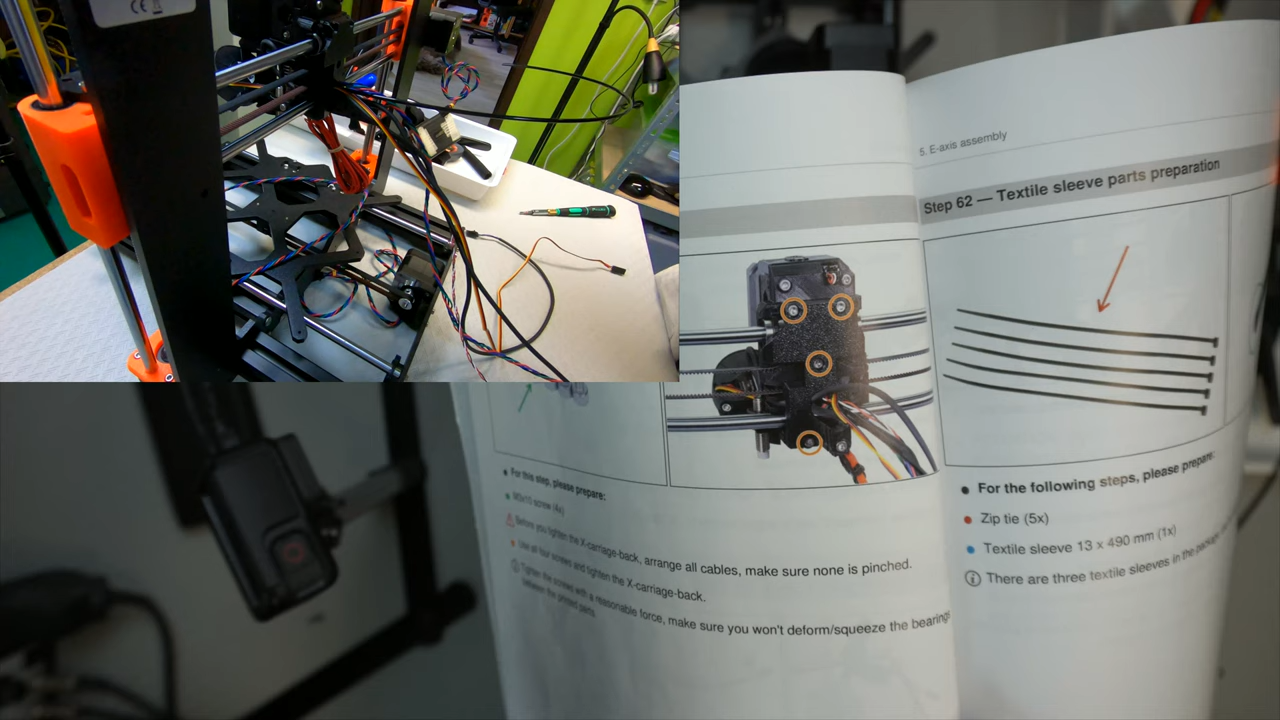 CE
For this step, please prepare:
M3x10 screw (4x)
Before you tighten the X-carriage-back, arrange all cables, make sure none is pinched.
Use all four screws and tighten the X-carriage-back.
Tighten the screws with a reasonable force, make sure you won't deform/squeeze the bearings
between the printed parts.
5. E-axis assembly
Step 62 — Textile sleeve parts preparation
For the following steps, please prepare:
Zip tie (5x)
Textile sleeve 13 x 490 mm (1x)
There are three textile sleeves in the package